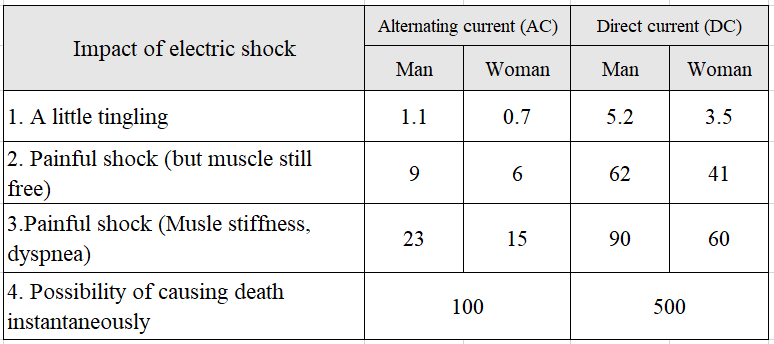 Impact of electric shock
Alternating current (AC)
Direct current (DC)
Man
Woman
Man
Woman
1. A little tingling
1.1
0.7
5.2
3.5
2. Painful shock (but muscle still
free)
9
6
62
41
3.Painful shock (Musle stiffness,
dyspnea)
23
15
90
60
4. Possibility of causing death
instantaneously
100
500